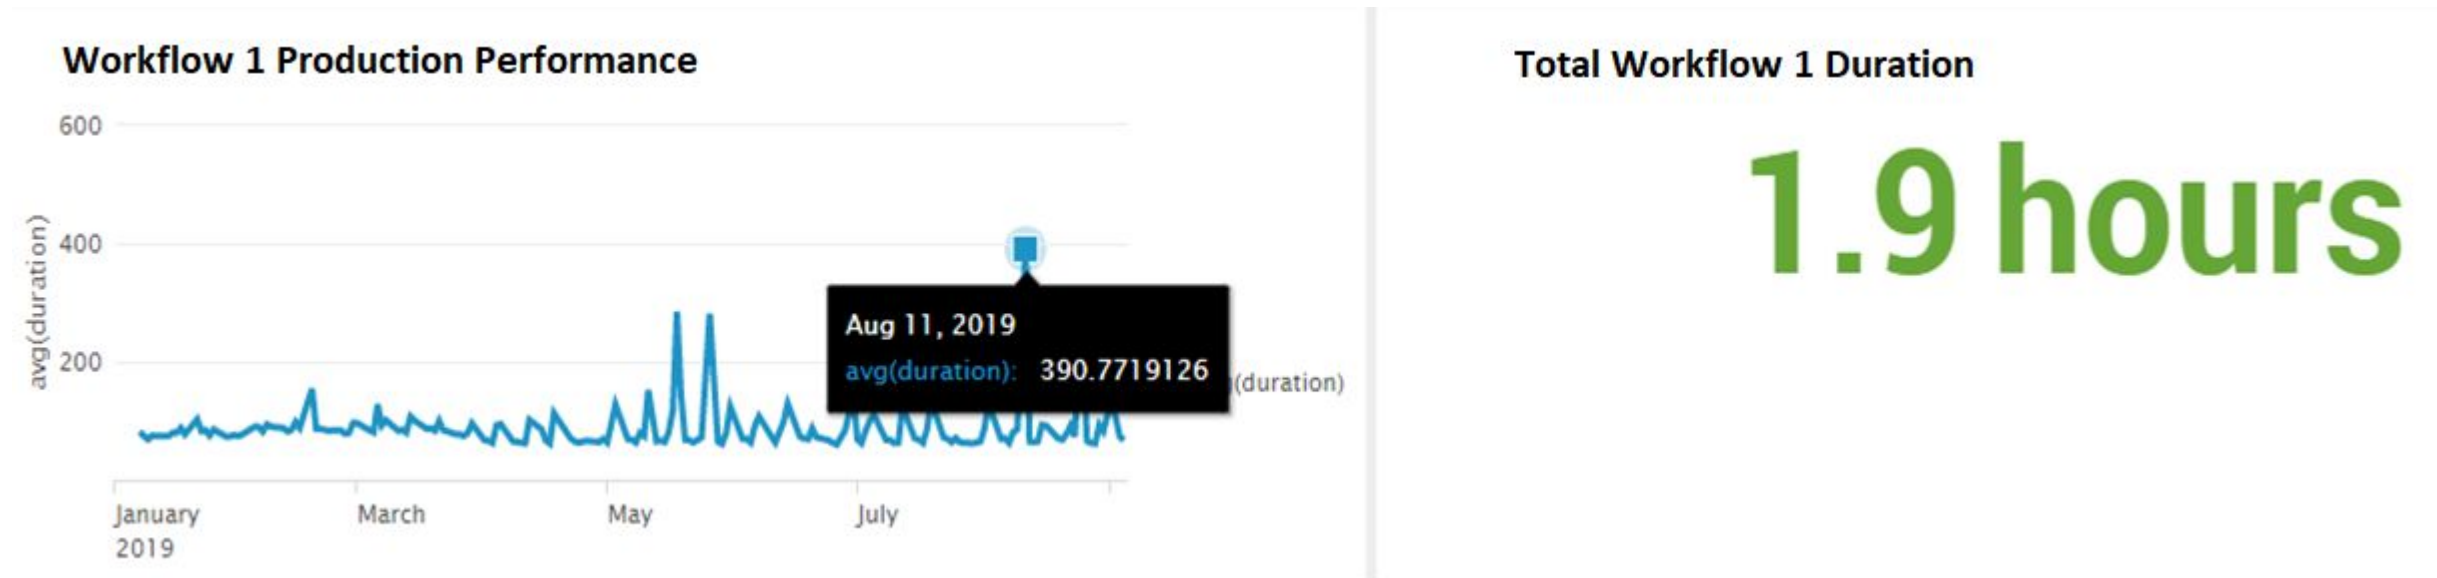 Workflow 1 Production Performance
600
400
200
avg(duration)
Aug 11, 2019
avg(duration): 390.7719126
(duration)
January
2019
March
May
July
Total Workflow 1 Duration
1.9 hours